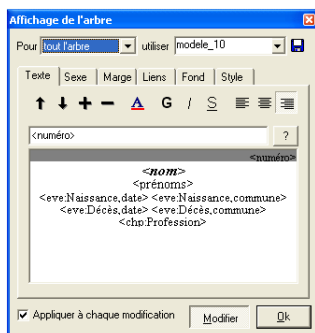 Affichage de l'arbre
Pour tout l'arbre utiliser modele_10
Texte Sexe Marge Liens Fond Style
A G I S
<numéro> ?
<numéro>
<nom>
<prénoms>
<eve:Naissance,date> <eve:Naissance,commune>
<eve:Décès,date> <eve:Décès,commune>
<chp:Profession>
Appliquer à chaque modification Modifier Ok